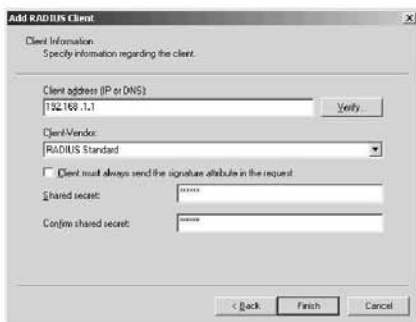 Add RADIUS Client
Client Information
Specify information regarding the client.
Client address (IP or DNS):
192.168.1.1
Verify...
Client-Vendor:
RADIUS Standard
Client must always send the signature attribute in the request
Shared secret:
******
Confirm shared secret:
******
< Back
Finish
Cancel